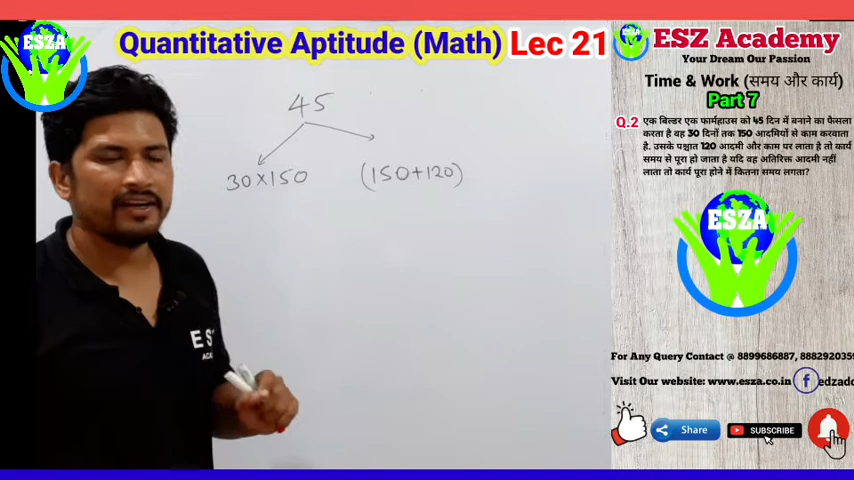 ESZA
Quantitative Aptitude (Math) Lec 21
45
30×150 (150+120)
ESZ Academy
Your Dream Our Passion
Time & Work (समय और कार्य)
Part 7
Q.2 एक बिल्डर एक फार्महाउस को 45 दिन में बनाने का फैसला
करता है वह 30 दिनों तक 150 आदमियों से काम करवाता
है. उसके पश्चात 120 आदमी और काम पर लाता है तो कार्य
समय से पूरा हो जाता है यदि वह अतिरिक्त आदमी नहीं
लाता तो कार्य पूरा होने में कितना समय लगता?
ESZA
For Any Query Contact @ 8899686887, 8882920359
Visit Our website: www.esza.co.in f edzado
Share SUBSCRIBE